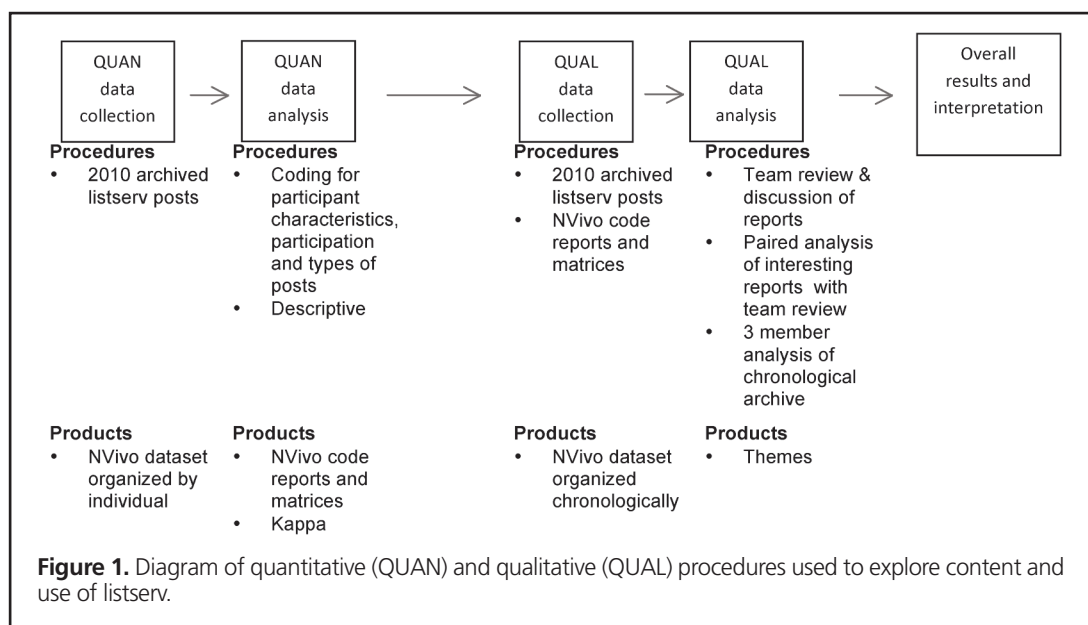 QUAN
data
collection
QUAN
data
analysis
QUAL
data
collection
QUAL
data
analysis
Overall
results and
interpretation
Procedures
• 2010 archived
listserv posts
Procedures
• Coding for
participant
characteristics,
participation
and types of
posts
• Descriptive
Procedures
• 2010 archived
listserv posts
• NVivo code
reports and
matrices
Procedures
• Team review &
discussion of
reports
• Paired analysis
of interesting
reports with
team review
• 3 member
analysis of
chronological
archive
Products
• NVivo dataset
organized by
individual
Products
• NVivo code
reports and
matrices
• Kappa
Products
• NVivo dataset
organized
chronologically
Products
• Themes
Figure 1. Diagram of quantitative (QUAN) and qualitative (QUAL) procedures used to explore content and
use of listserv.